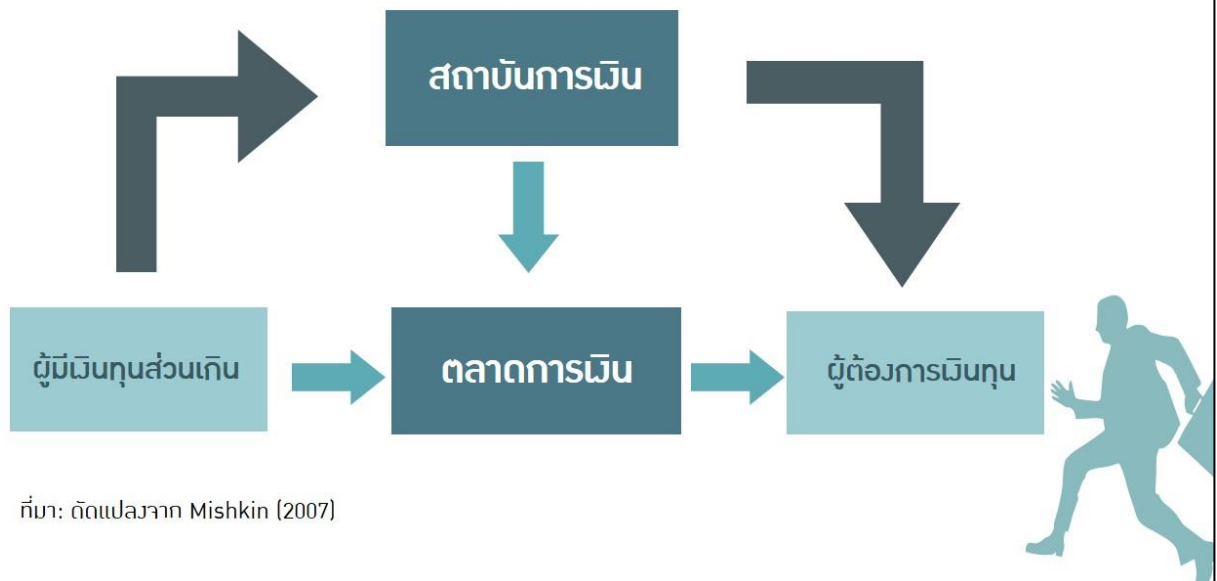 สถาบันการเงิน
ผู้มีเงินทุนส่วนเกิน
ตลาดการเงิน
ผู้ต้องการเงินทุน
ที่มา: ดัดแปลงจาก Mishkin (2007)